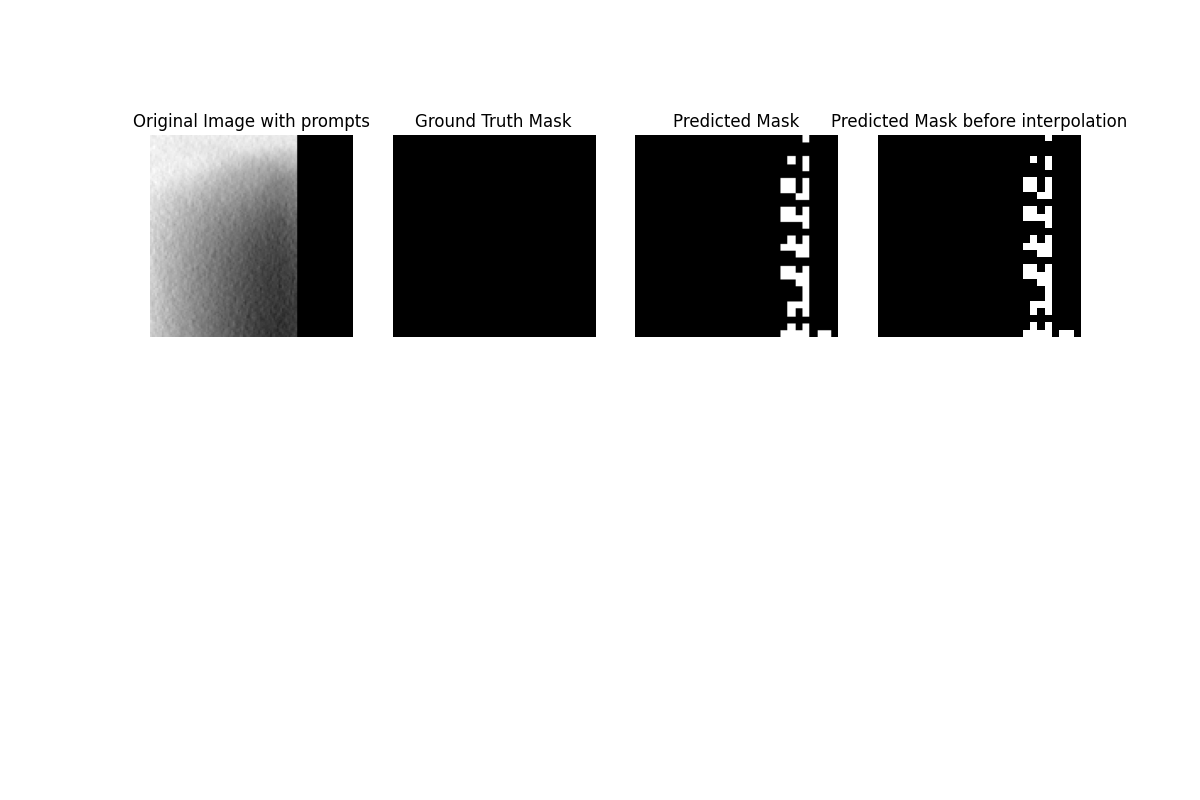 Original Image with prompts
Ground Truth Mask
Predicted Mask
Predicted Mask before interpolation